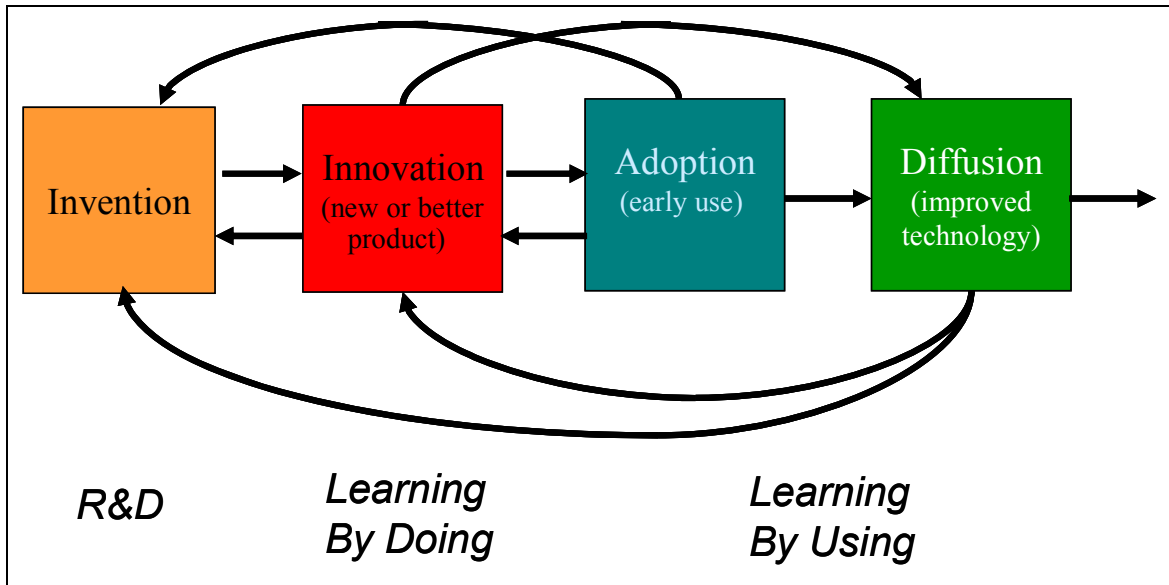 Invention
Innovation
(new or better
product)
Adoption
(early use)
Diffusion
(improved
technology)
R&D
Learning
By Doing
Learning
By Using